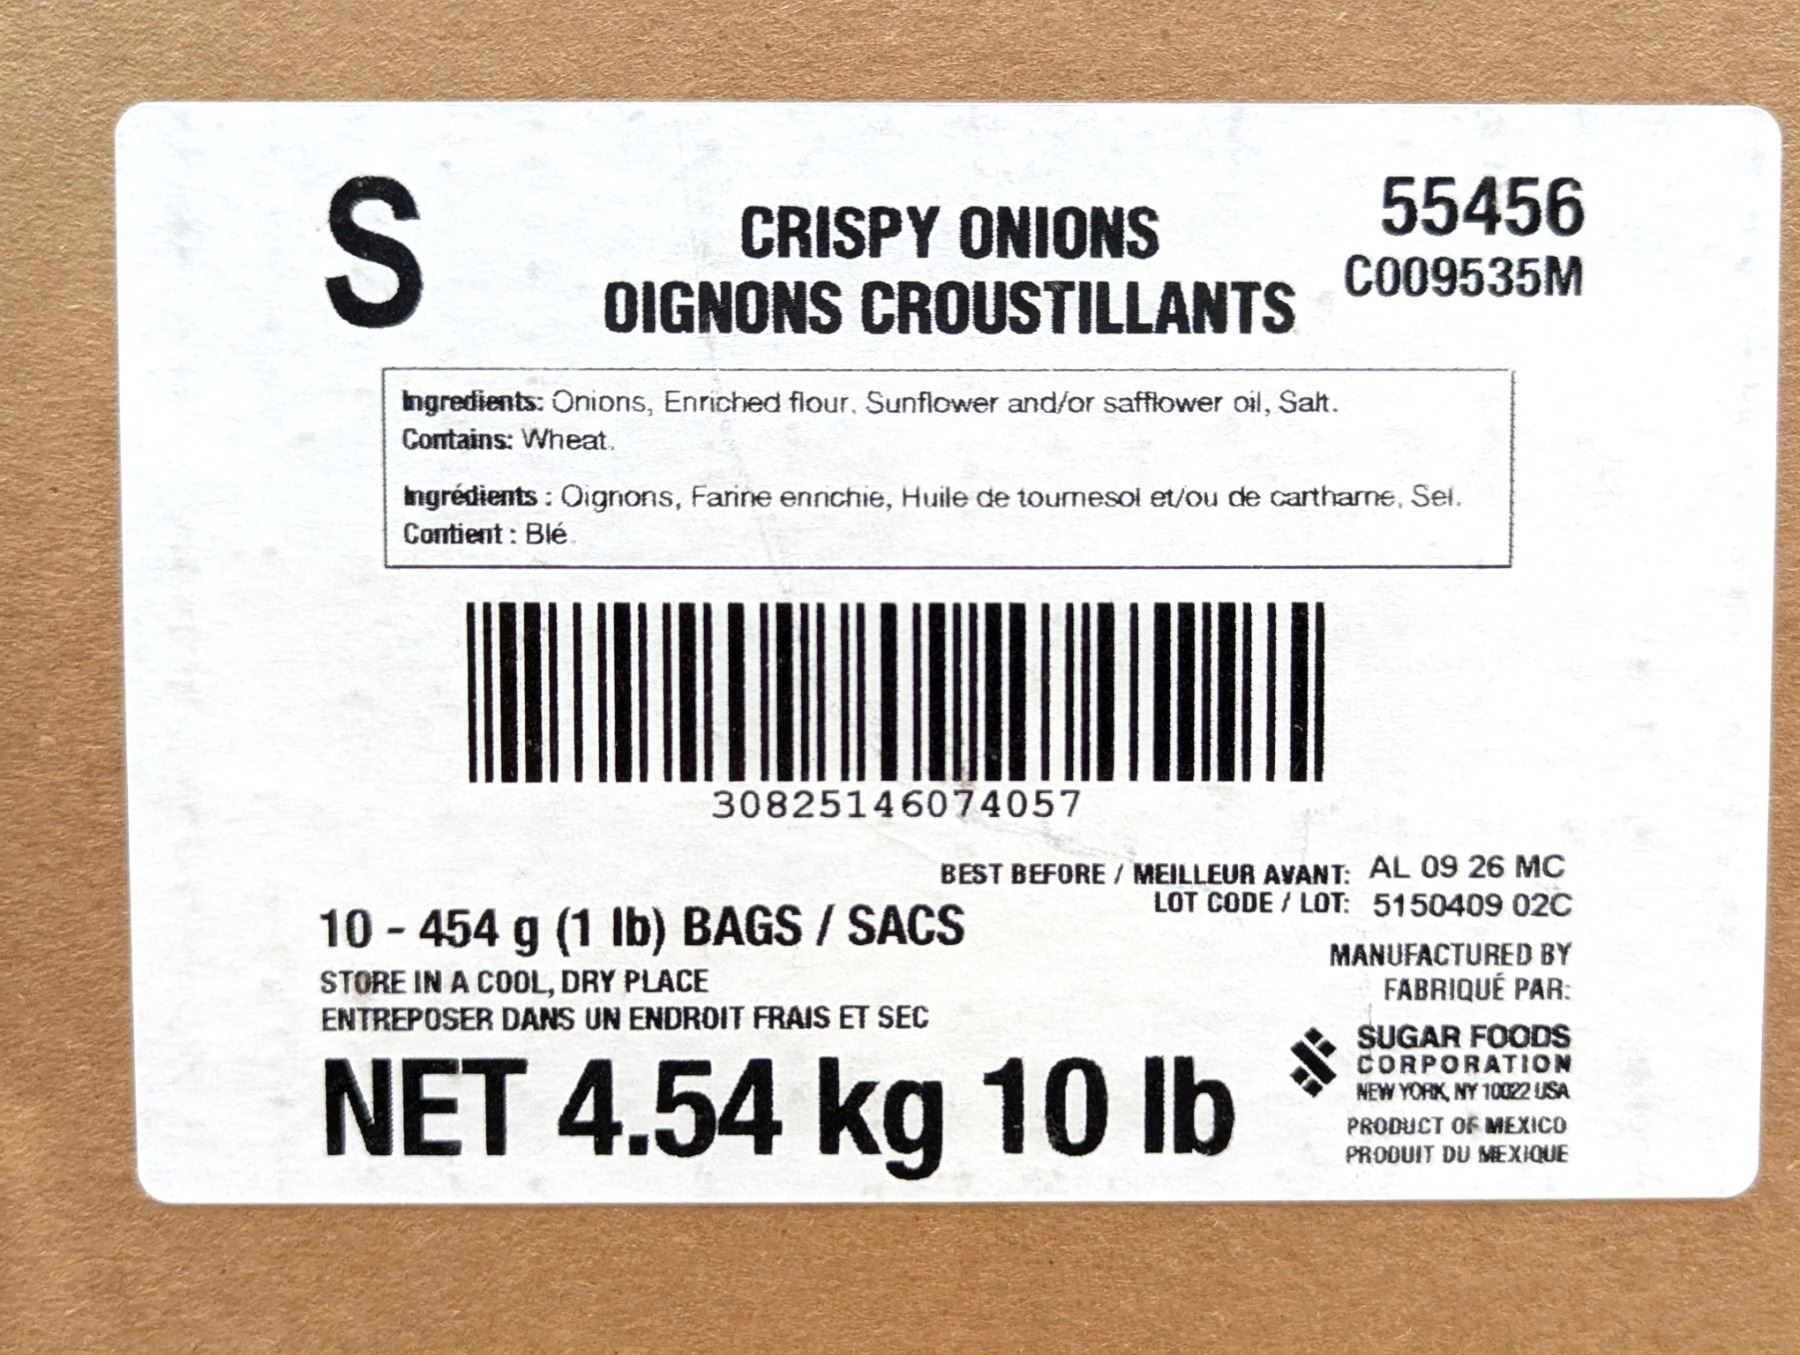 S
CRISPY ONIONS
OIGNONS CROUSTILLANTS
55456
C009535M
Ingredients: Onions, Enriched flour, Sunflower and/or safflower oil, Salt.
Contains: Wheat.
Ingrédients : Oignons, Farine enrichie, Huile de tournesol et/ou de carthame, Sel.
Contient : Blé.
30825146074057
BEST BEFORE / MEILLEUR AVANT: AL 09 26 MC
LOT CODE / LOT: 5150409 02C
10 - 454 g (1 lb) BAGS / SACS
STORE IN A COOL, DRY PLACE
ENTREPOSER DANS UN ENDROIT FRAIS ET SEC
NET 4.54 kg 10 lb
MANUFACTURED BY
FABRIQUÉ PAR:
SUGAR FOODS
CORPORATION
NEW YORK, NY 10022 USA
PRODUCT OF MEXICO
PRODUIT DU MEXIQUE